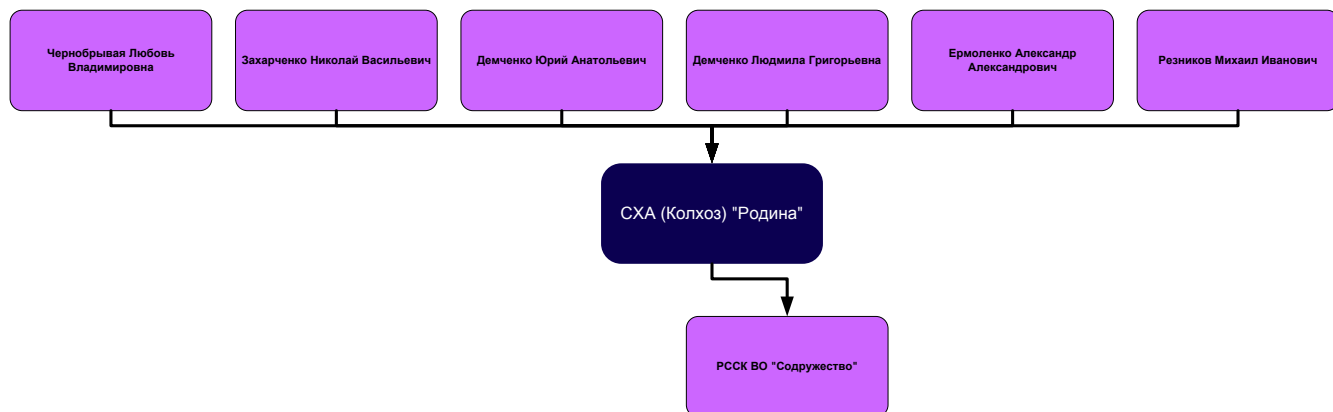 Чернобрывая Любовь
Владимировна
Захарченко Николай Васильевич
Демченко Юрий Анатольевич
Демченко Людмила Григорьевна
Ермоленко Александр
Александрович
Резников Михаил Иванович
СХА (Колхоз) "Родина"
РССК ВО "Содружество"